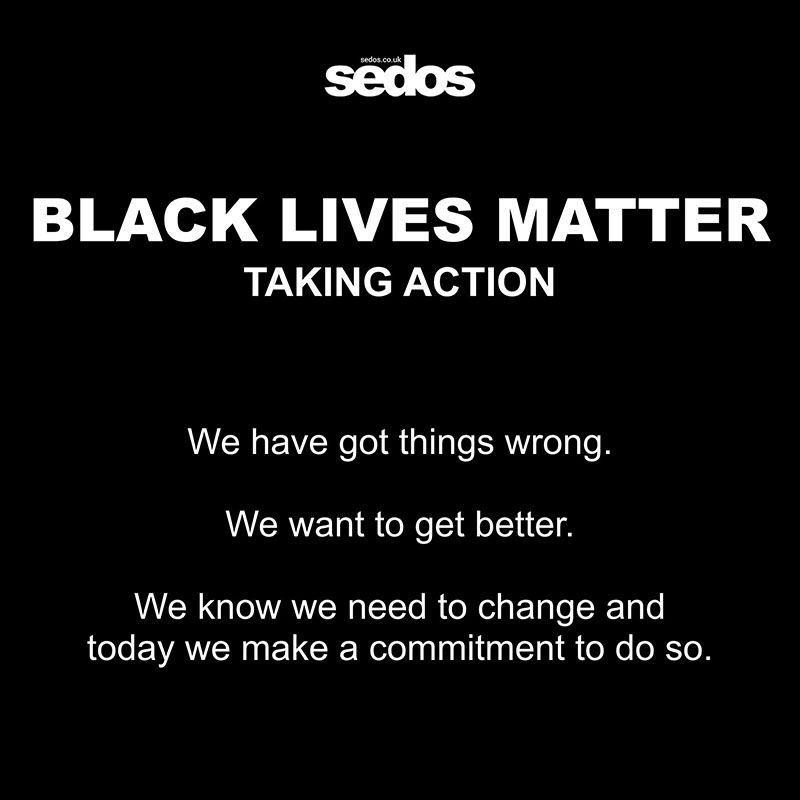 sedos.co.uk
sedos
BLACK LIVES MATTER
TAKING ACTION
We have got things wrong.
We want to get better.
We know we need to change and
today we make a commitment to do so.